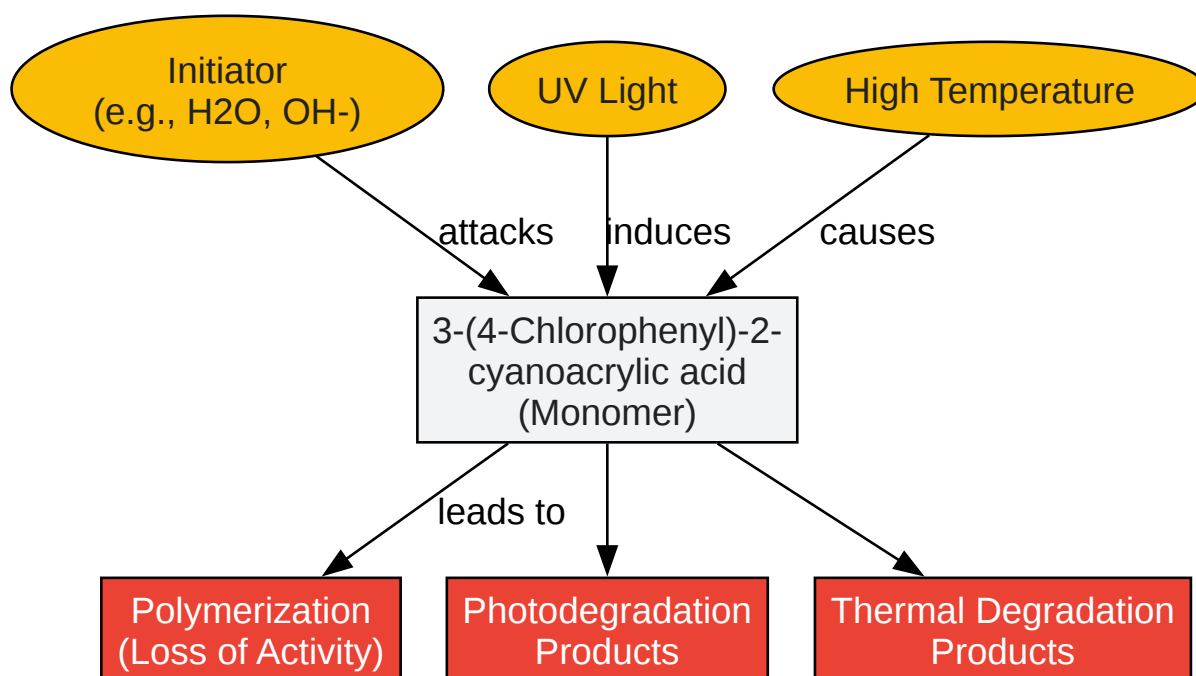 Initiator
(e.g., H2O, OH-)
UV Light
High Temperature
attacks
induces
causes
3-(4-Chlorophenyl)-2-
cyanoacrylic acid
(Monomer)
leads to
Polymerization
(Loss of Activity)
Photodegradation
Products
Thermal Degradation
Products